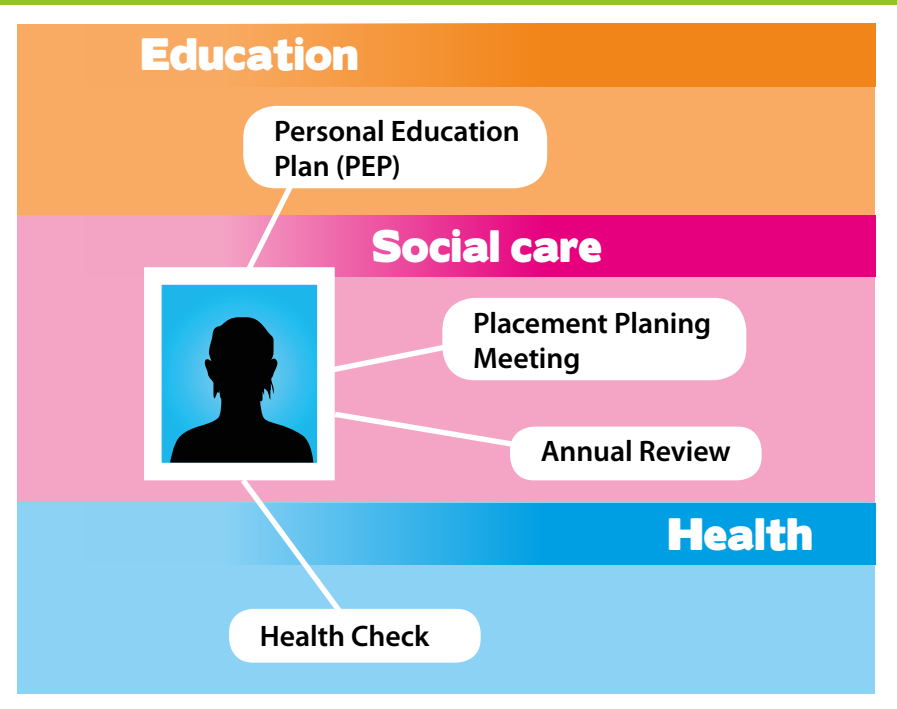 Education
Personal Education
Plan (PEP)
Social care
Placement Planing
Meeting
Annual Review
Health
Health Check